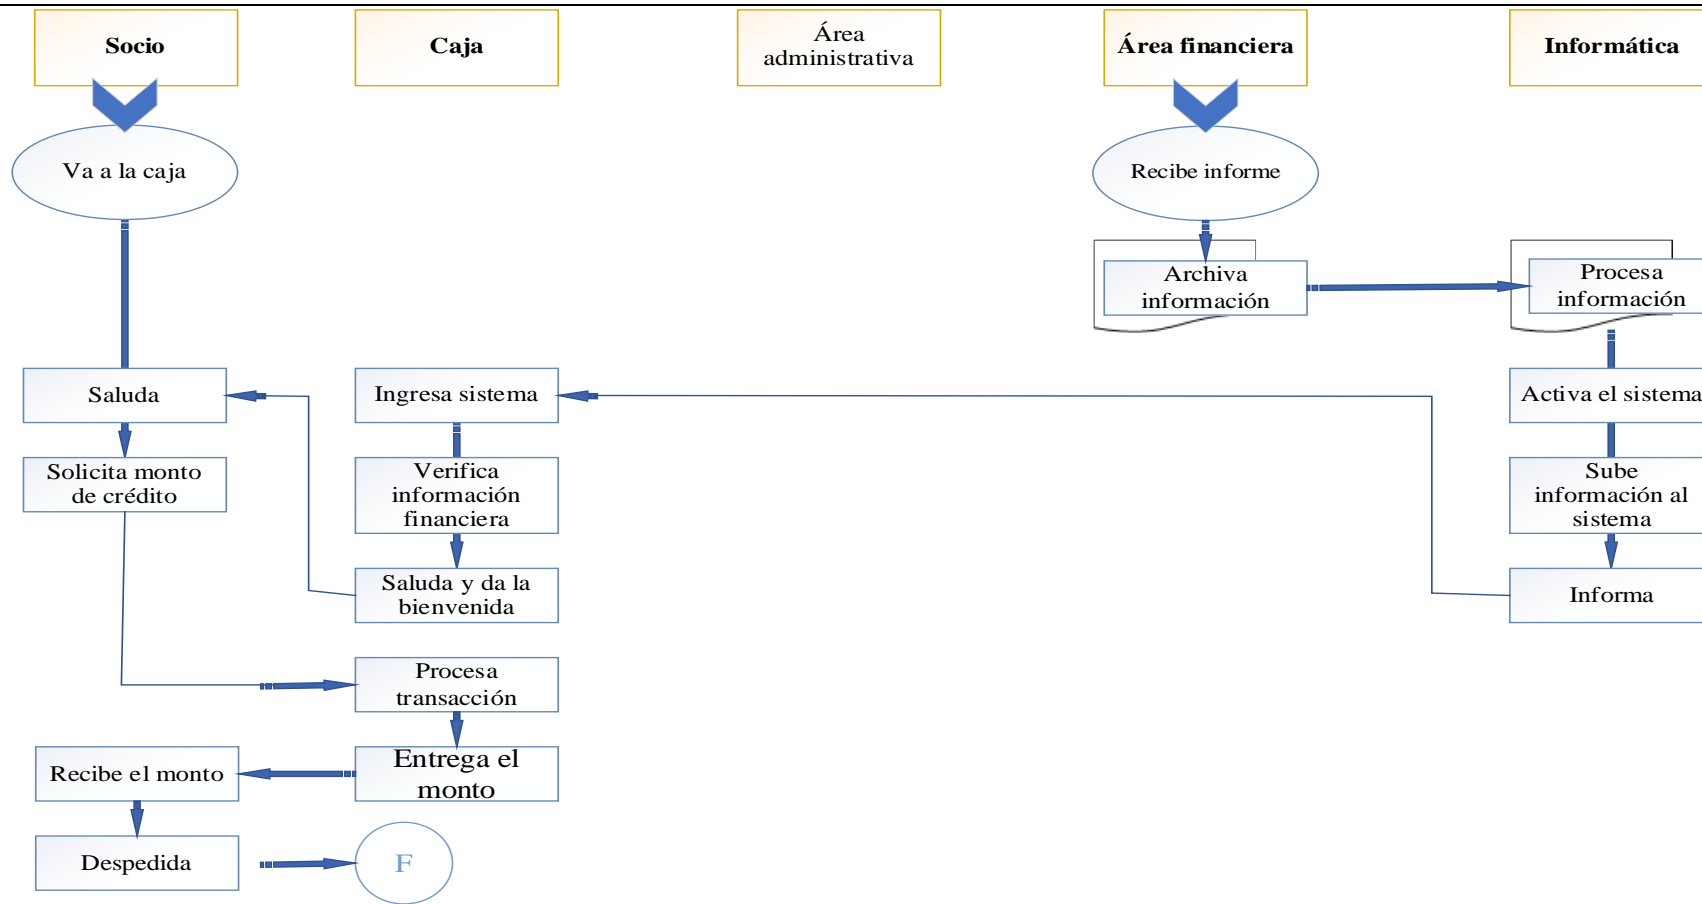 Socio
Caja
Área
administrativa
Área financiera
Informática
Va a la caja
Recibe informe
Archiva
información
Procesa
información
Saluda
Ingresa sistema
Activa el sistema
Solicita monto
de crédito
Verifica
información
financiera
Sube
información al
sistema
Saluda y da la
bienvenida
Informa
Procesa
transacción
Recibe el monto
Entrega el
monto
Despedida
F